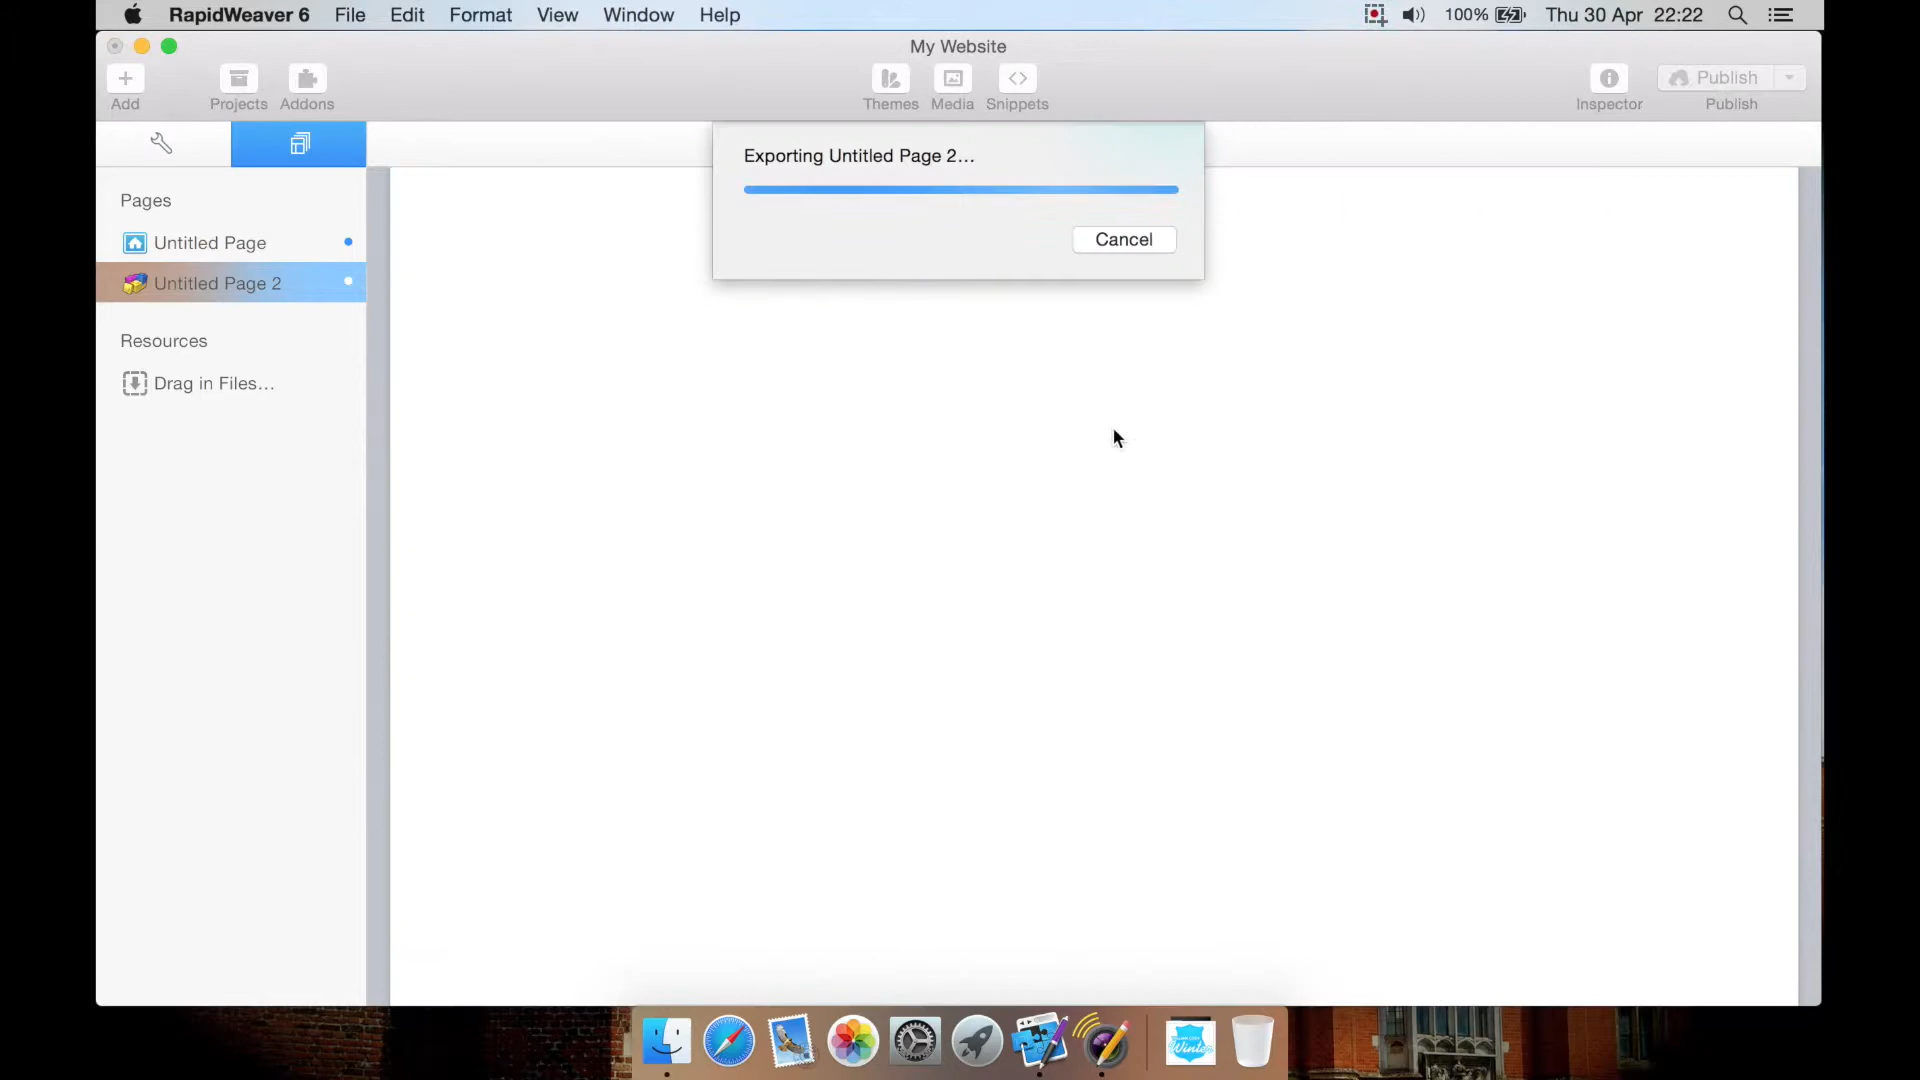 RapidWeaver 6 File Edit Format View Window Help 100% Thu 30 Apr 22:22
My Website
Add Projects Addons Themes Media Snippets Inspector Publish
Publish
Exporting Untitled Page 2...
Cancel
Pages
Untitled Page
Untitled Page 2
Resources
Drag in Files...
Winter